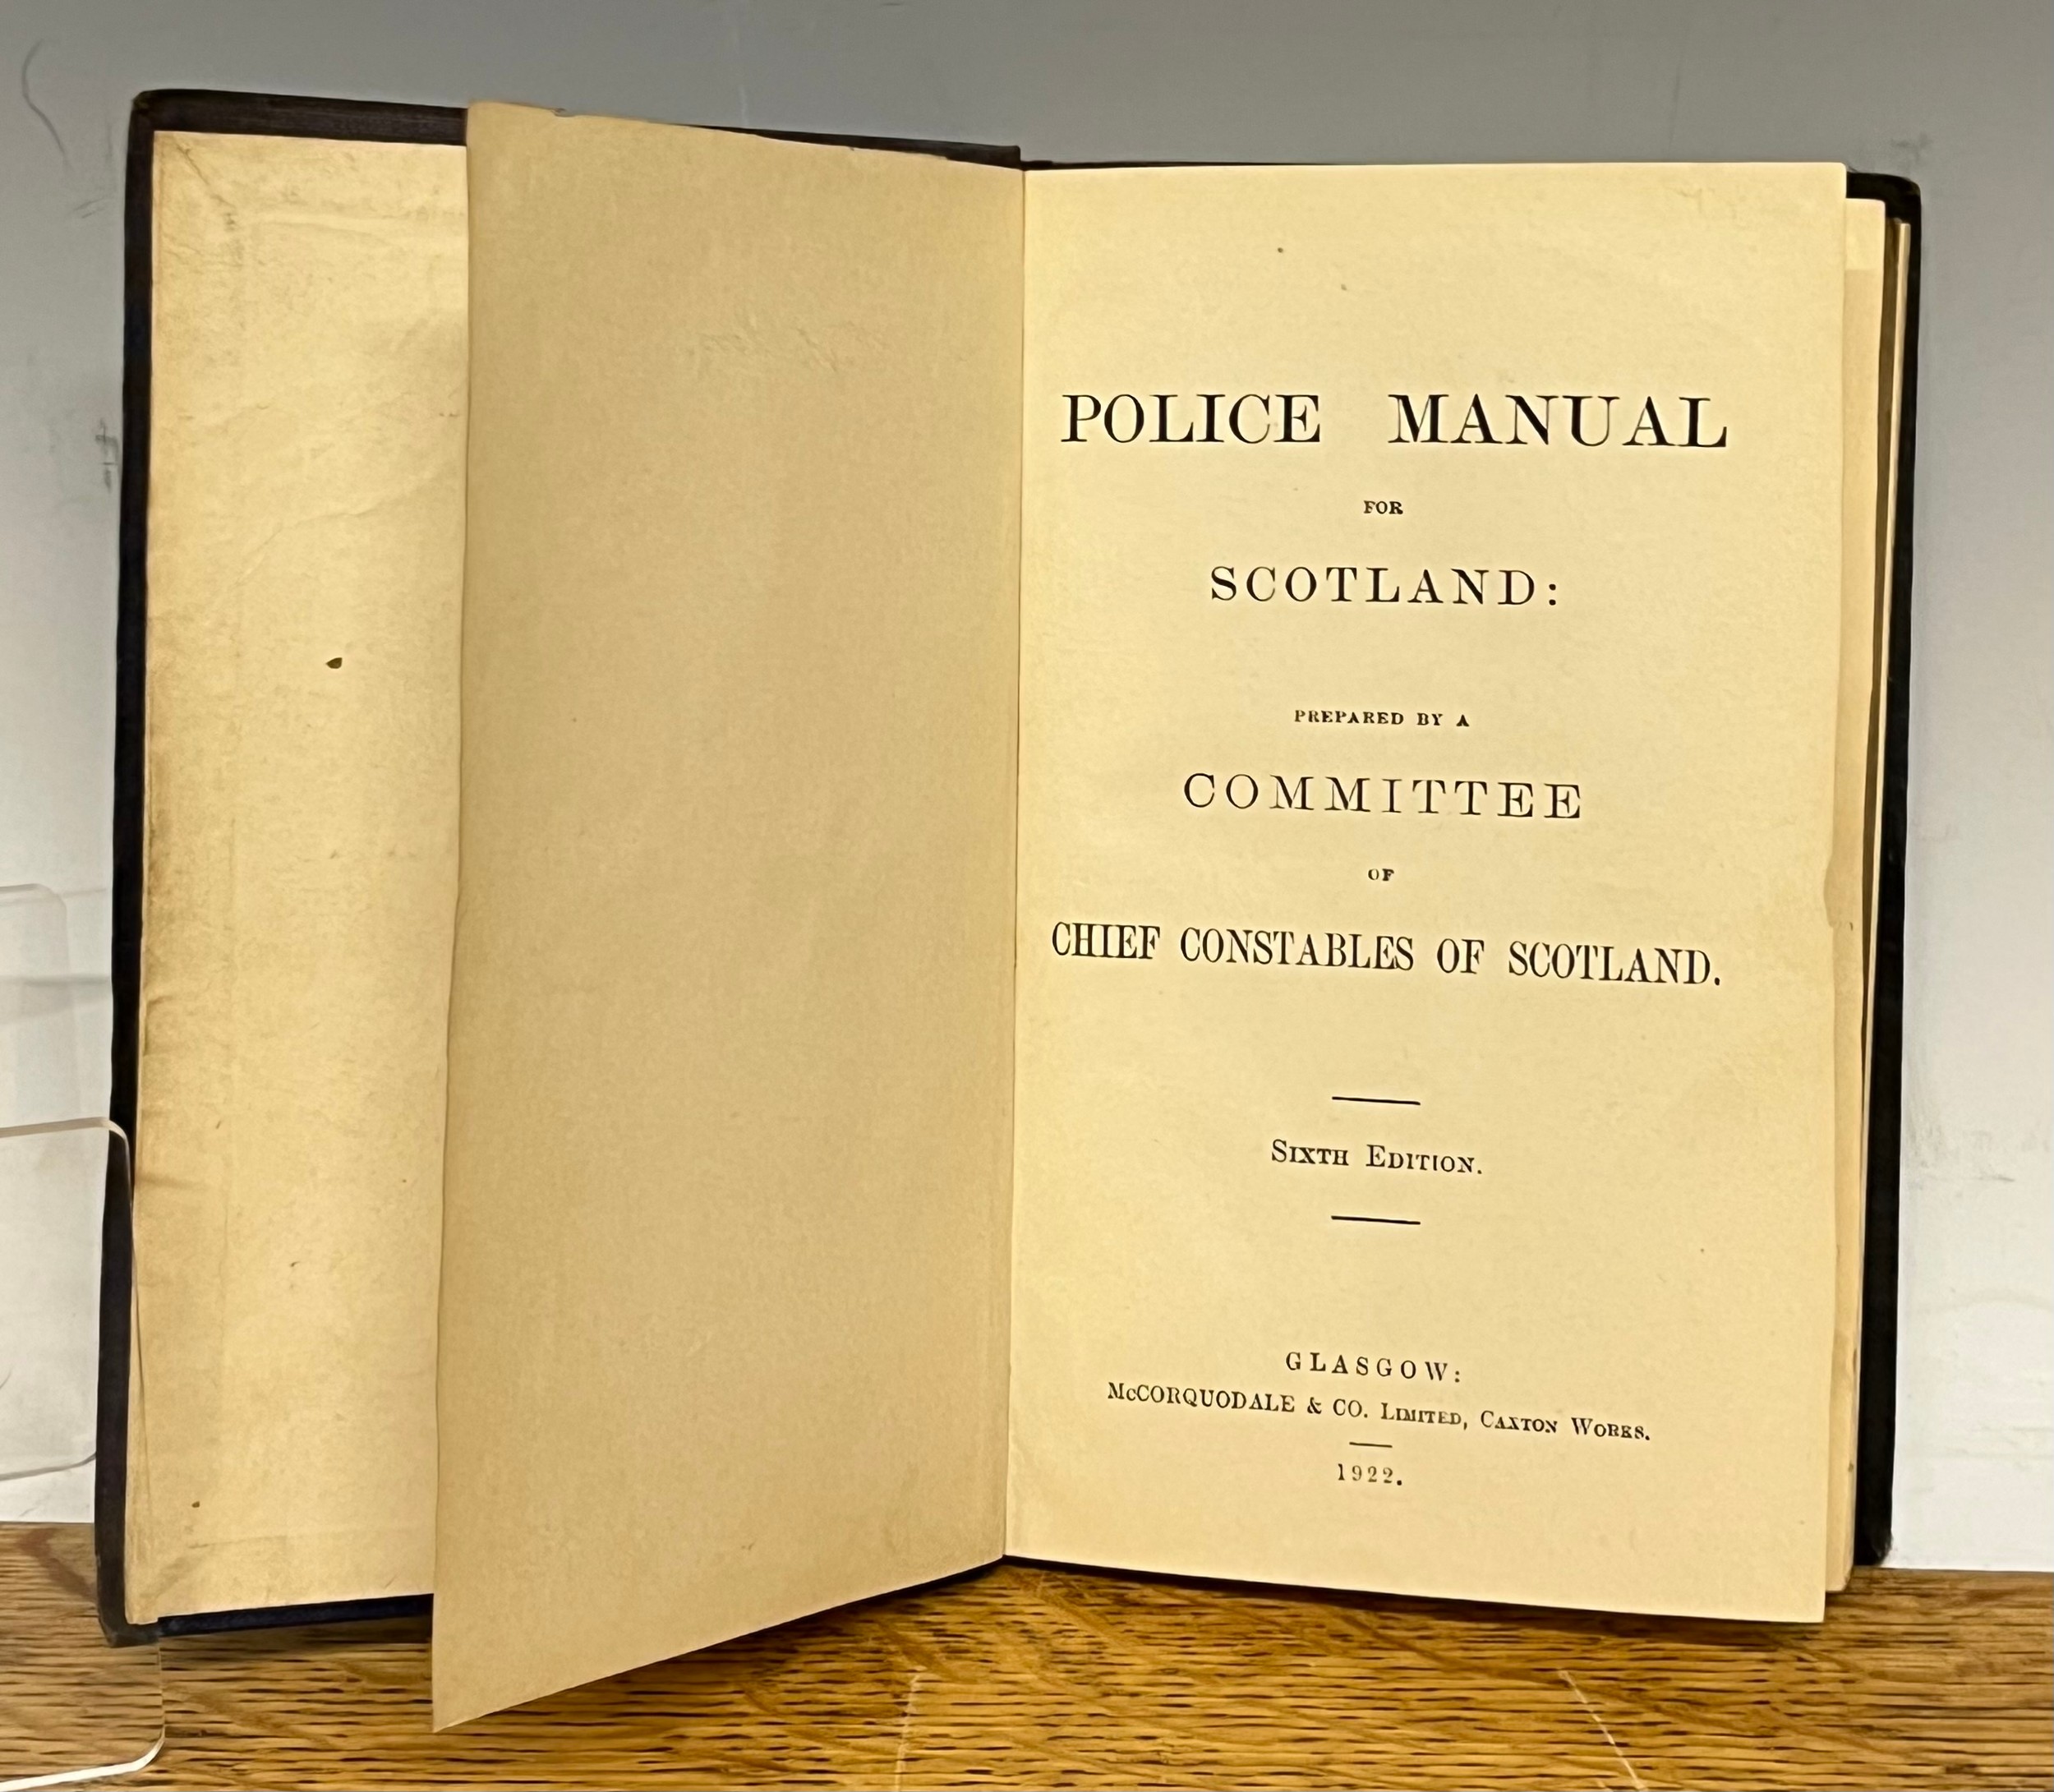 POLICE MANUAL
FOR
SCOTLAND:
PREPARED BY A
COMMITTEE
OF
CHIEF CONSTABLES OF SCOTLAND.
SIXTH EDITION.
GLASGOW:
McCORQUODALE & CO. LIMITED, CAXTON WORKS.
1922.